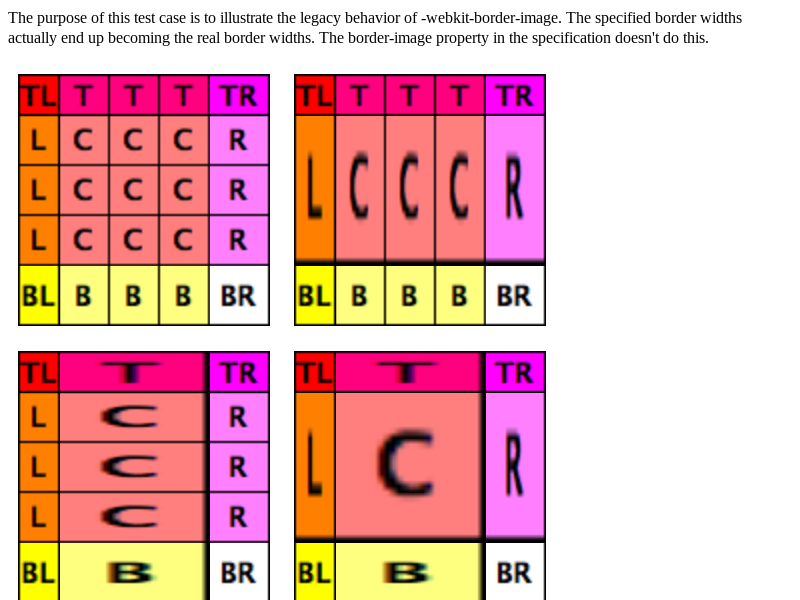 The purpose of this test case is to illustrate the legacy behavior of -webkit-border-image. The specified border widths
actually end up becoming the real border widths. The border-image property in the specification doesn't do this.
TL T T T TR TL T T T TR
L C C C R
L C C C R L C C C R
L C C C R
BL B B B BR BL B B B BR
TL T TR TL T TR
L C R
L C R L C R
L C R
BL B BR BL B BR